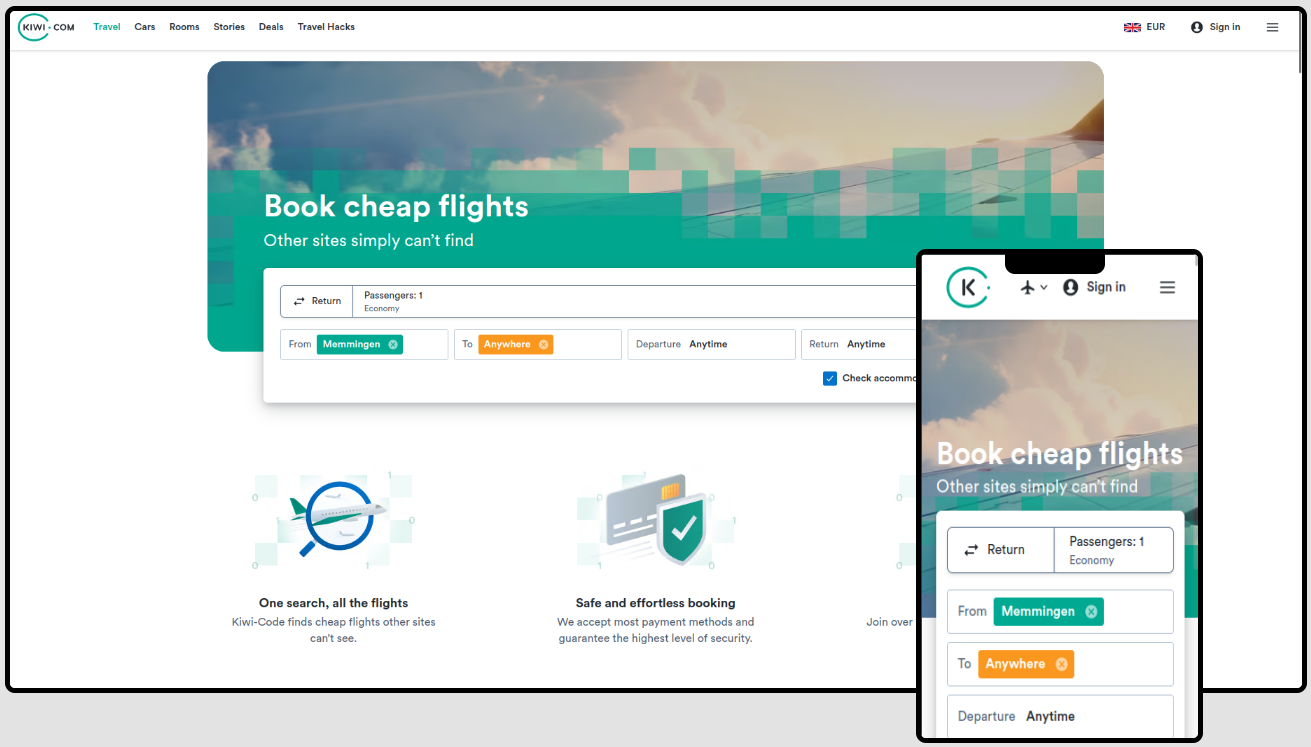 KIWI·COM Travel Cars Rooms Stories Deals Travel Hacks EUR Sign in
Book cheap flights
Other sites simply can't find
Return
Passengers: 1
Economy
From Memmingen To Anywhere Departure Anytime Return Anytime
Check accommo
One search, all the flights
Kiwi-Code finds cheap flights other sites
can't see.
Safe and effortless booking
We accept most payment methods and
guarantee the highest level of security.
Join over
K Sign in
Book cheap flights
Other sites simply can't find
Return
Passengers: 1
Economy
From Memmingen
To Anywhere
Departure Anytime